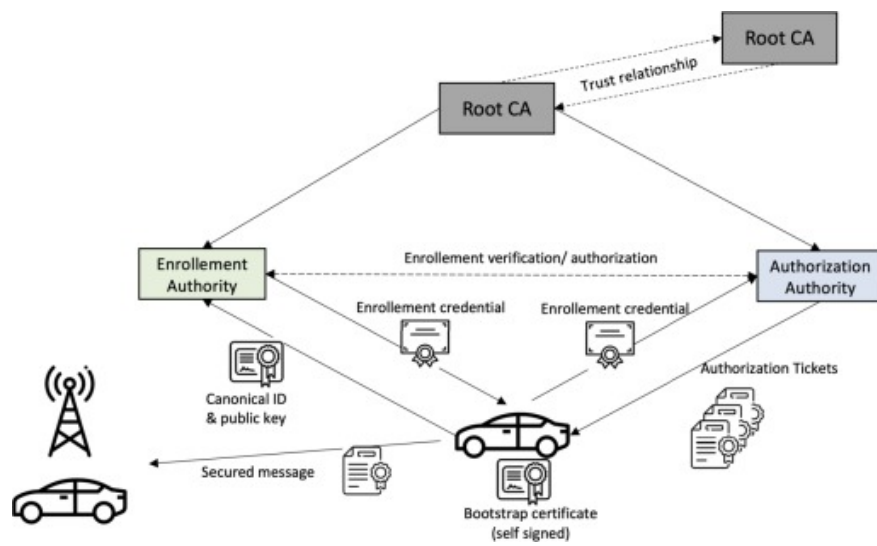 Root CA
Trust relationship
Root CA
Enrollement
Authority
Enrollement verification/ authorization
Authorization
Authority
Enrollement credential
Enrollement credential
Canonical ID
& public key
Authorization Tickets
Secured message
Bootstrap certificate
(self signed)